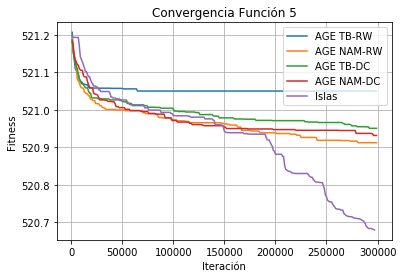 Convergencia Función 5
AGE TB-RW
AGE NAM-RW
AGE TB-DC
AGE NAM-DC
Islas
521.2
521.1
521.0
520.9
520.8
520.7
Fitness
0
50000
100000
150000
200000
250000
300000
Iteración